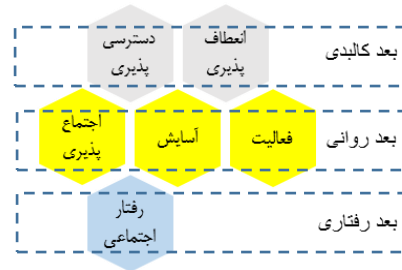 بعد کالبدی
انعطاف
پذیری
دسترسی
پذیری
بعد روانی
فعالیت
آسایش
اجتماع
پذیری
بعد رفتاری
رفتار
اجتماعی